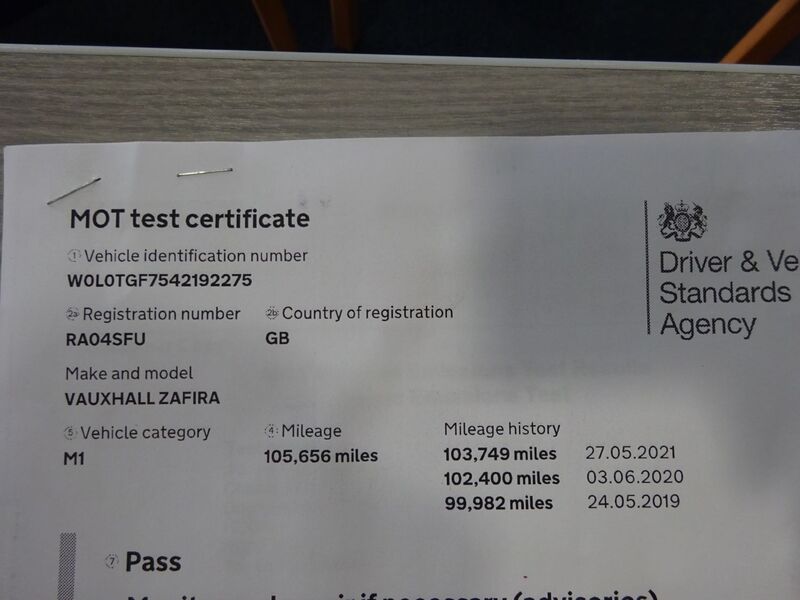 MOT test certificate
1 Vehicle identification number
W0L0TGF7542192275
2a Registration number
RA04SFU
2b Country of registration
GB
Make and model
VAUXHALL ZAFIRA
5 Vehicle category
M1
4 Mileage
105,656 miles
Mileage history
103,749 miles 27.05.2021
102,400 miles 03.06.2020
99,982 miles 24.05.2019
Driver & Ve
Standards
Agency
7 Pass
if necessary (advisories)